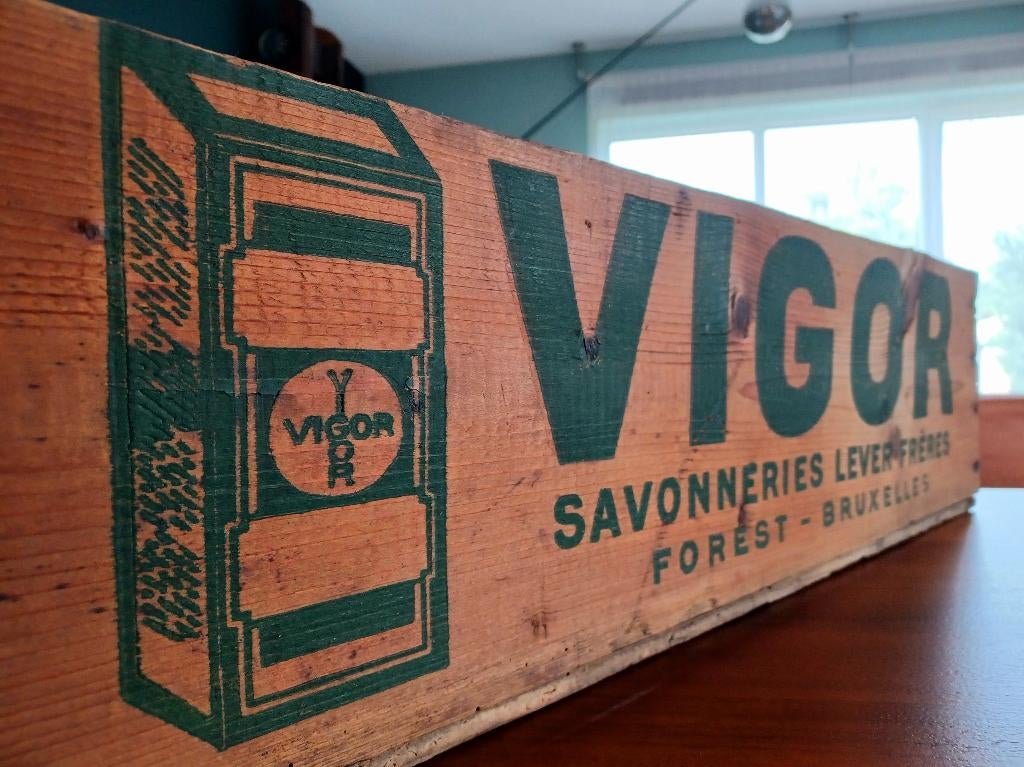 VIGOR
VIGOR
VIGOR
SAVONNERIES LEVER FRÈRES
FOREST - BRUXELLES